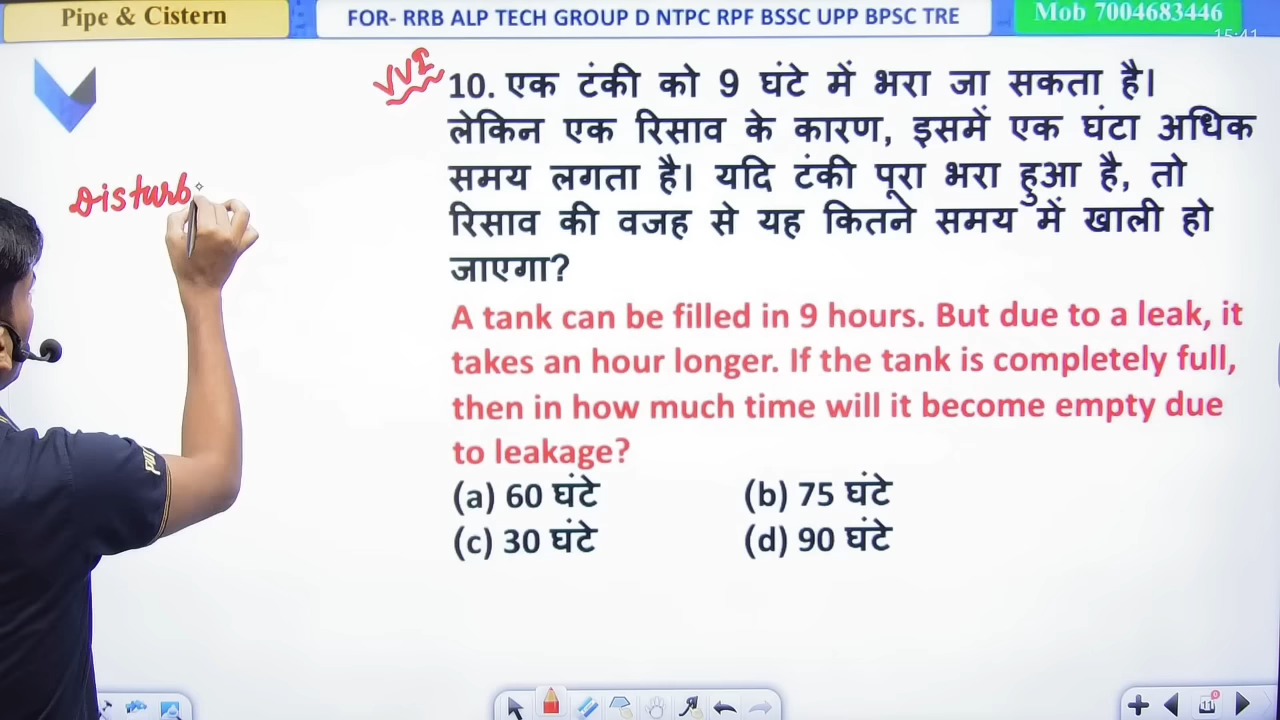 Pipe & Cistern
FOR- RRB ALP TECH GROUP D NTPC RPF BSSC UPP BPSC TRE
Mob 7004683446
15:41
VVI
10. एक टंकी को 9 घंटे में भरा जा सकता है।
लेकिन एक रिसाव के कारण, इसमें एक घंटा अधिक
समय लगता है। यदि टंकी पूरा भरा हुआ है, तो
रिसाव की वजह से यह कितने समय में खाली हो
जाएगा?
Disturb
A tank can be filled in 9 hours. But due to a leak, it
takes an hour longer. If the tank is completely full,
then in how much time will it become empty due
to leakage?
(a) 60 घंटे (b) 75 घंटे
(c) 30 घंटे (d) 90 घंटे
11